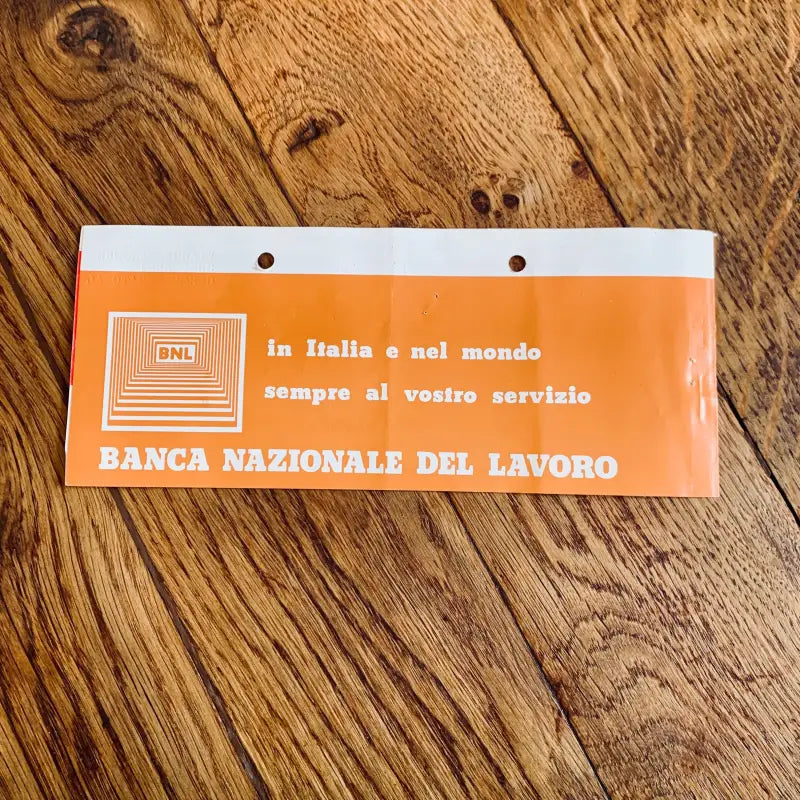 BNL
in Italia e nel mondo
sempre al vostro servizio
BANCA NAZIONALE DEL LAVORO